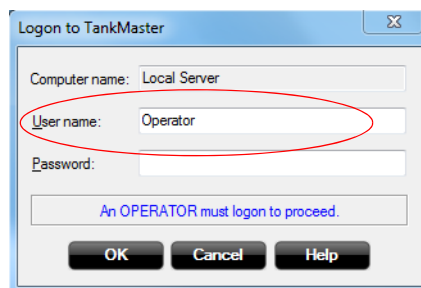 Logon to TankMaster
Computer name: Local Server
User name: Operator
Password:
An OPERATOR must logon to proceed.
OK Cancel Help